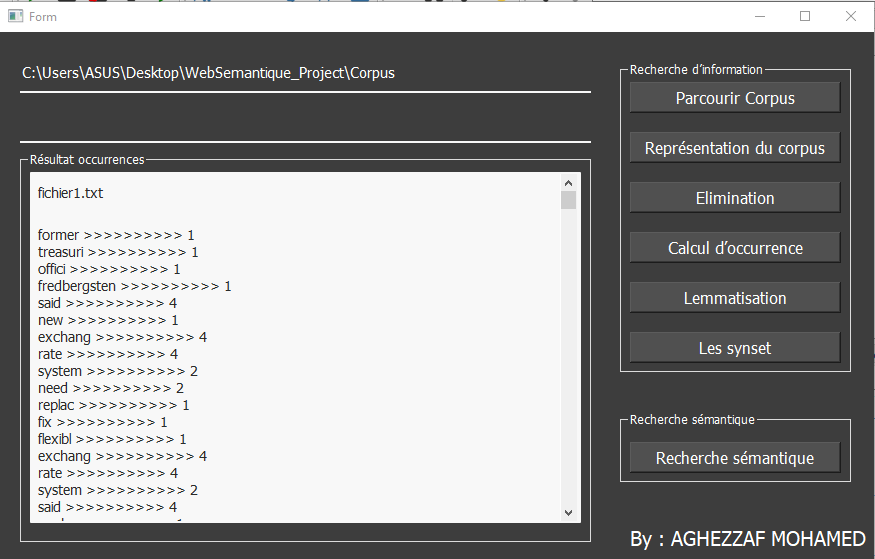 Form
C:\Users\ASUS\Desktop\WebSemantique_Project\Corpus
Résultat occurrences
fichier1.txt
former >>>>>>>>>> 1
treasuri >>>>>>>>>> 1
offici >>>>>>>>>> 1
fredbergsten >>>>>>>>>> 1
said >>>>>>>>>> 4
new >>>>>>>>>> 1
exchang >>>>>>>>>> 4
rate >>>>>>>>>> 4
system >>>>>>>>>> 2
need >>>>>>>>>> 2
replac >>>>>>>>>> 1
fix >>>>>>>>>> 1
flexibl >>>>>>>>>> 1
exchang >>>>>>>>>> 4
rate >>>>>>>>>> 4
system >>>>>>>>>> 2
said >>>>>>>>>> 4
Recherche d'information
Parcourir Corpus
Représentation du corpus
Elimination
Calcul d'occurrence
Lemmatisation
Les synset
Recherche sémantique
Recherche sémantique
By : AGHEZZAF MOHAMED